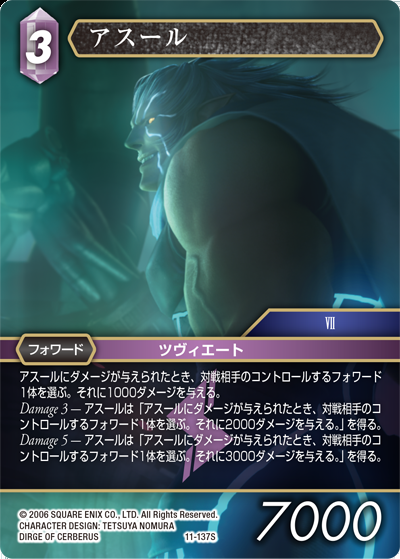 3
アスール
VII
フォワード
ツヴィエート
アスールにダメージが与えられたとき、対戦相手のコントロールするフォワード
1体を選ぶ。それに1000ダメージを与える。
Damage 3 — アスールは「アスールにダメージが与えられたとき、対戦相手のコ
ントロールするフォワード1体を選ぶ。それに2000ダメージを与える。」を得る。
Damage 5 — アスールは「アスールにダメージが与えられたとき、対戦相手のコ
ントロールするフォワード1体を選ぶ。それに3000ダメージを与える。」を得る。
© 2006 SQUARE ENIX CO., LTD. All Rights Reserved.
CHARACTER DESIGN: TETSUYA NOMURA
DIRGE OF CERBERUS
11-137S
7000